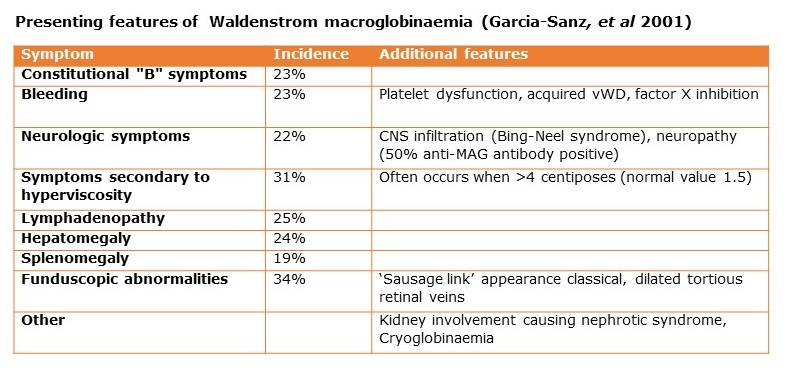 Presenting features of Waldenstrom macroglobinaemia (Garcia-Sanz, et al 2001)
Symptom Incidence Additional features
Constitutional "B" symptoms 23%
Bleeding 23% Platelet dysfunction, acquired vWD, factor X inhibition
Neurologic symptoms 22% CNS infiltration (Bing-Neel syndrome), neuropathy
(50% anti-MAG antibody positive)
Symptoms secondary to 31% Often occurs when >4 centiposes (normal value 1.5)
hyperviscosity
Lymphadenopathy 25%
Hepatomegaly 24%
Splenomegaly 19%
Funduscopic abnormalities 34% ‘Sausage link’ appearance classical, dilated tortious
retinal veins
Other Kidney involvement causing nephrotic syndrome,
Cryoglobinaemia